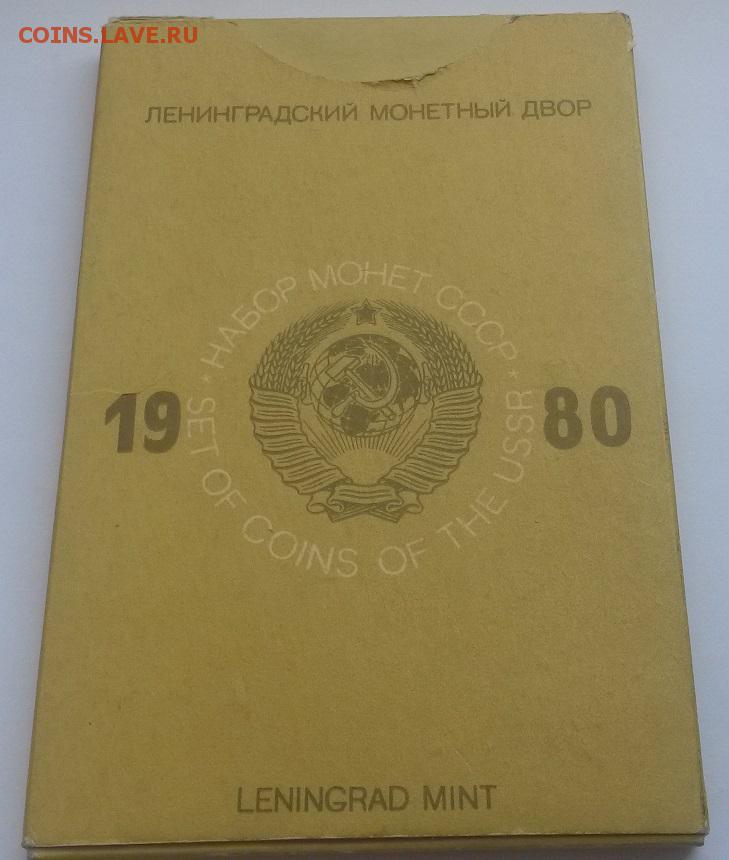 COINS.LAVE.RU
ЛЕНИНГРАДСКИЙ МОНЕТНЫЙ ДВОР
* НАБОР МОНЕТ СССР *
19 80
SET OF COINS OF THE USSR
LENINGRAD MINT